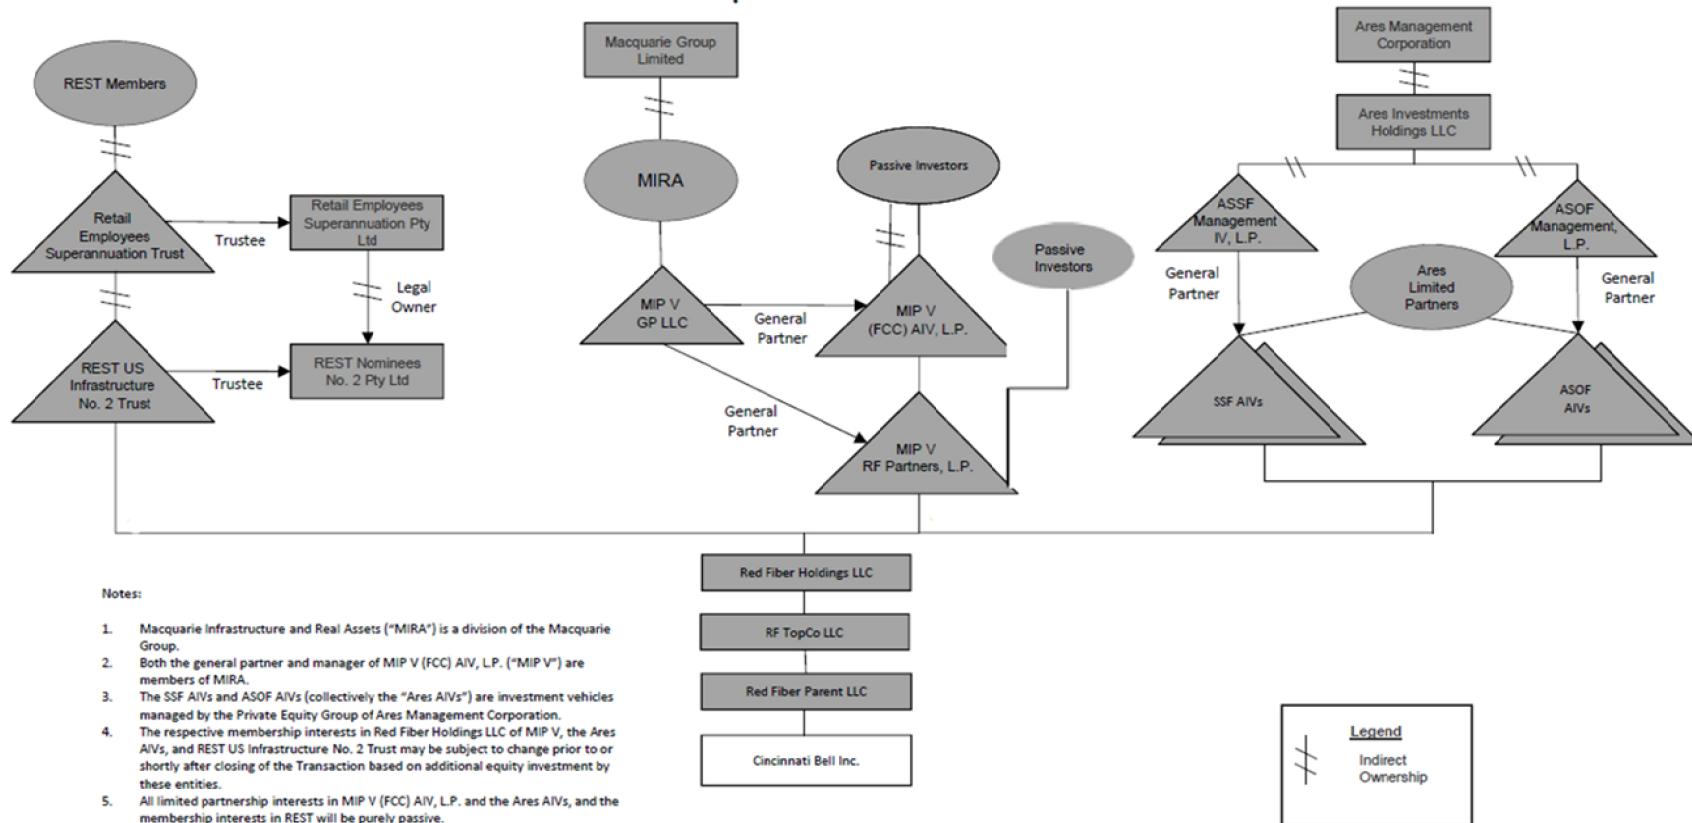 REST Members
Retail
Employees
Superannuation Trust
Trustee
Retail Employees
Superannuation Pty
Ltd
Legal
Owner
REST US
Infrastructure
No. 2 Trust
Trustee
REST Nominees
No. 2 Pty Ltd
Macquarie Group
Limited
MIRA
Passive Investors
MIP V
GP LLC
General
Partner
MIP V
(FCC) AIV, L.P.
Passive
Investors
General
Partner
MIP V
RF Partners, L.P.
Ares Management
Corporation
Ares Investments
Holdings LLC
ASSF
Management
IV, L.P.
ASOF
Management,
L.P.
General
Partner
Ares
Limited
Partners
General
Partner
SSF AIVs
ASOF
AIVs
Red Fiber Holdings LLC
RF TopCo LLC
Red Fiber Parent LLC
Cincinnati Bell Inc.
Notes:
1. Macquarie Infrastructure and Real Assets (“MIRA”) is a division of the Macquarie
Group.
2. Both the general partner and manager of MIP V (FCC) AIV, L.P. (“MIP V”) are
members of MIRA.
3. The SSF AIVs and ASOF AIVs (collectively the “Ares AIVs”) are investment vehicles
managed by the Private Equity Group of Ares Management Corporation.
4. The respective membership interests in Red Fiber Holdings LLC of MIP V, the Ares
AIVs, and REST US Infrastructure No. 2 Trust may be subject to change prior to or
shortly after closing of the Transaction based on additional equity investment by
these entities.
5. All limited partnership interests in MIP V (FCC) AIV, L.P. and the Ares AIVs, and the
membership interests in REST will be purely passive.
Legend
Indirect
Ownership